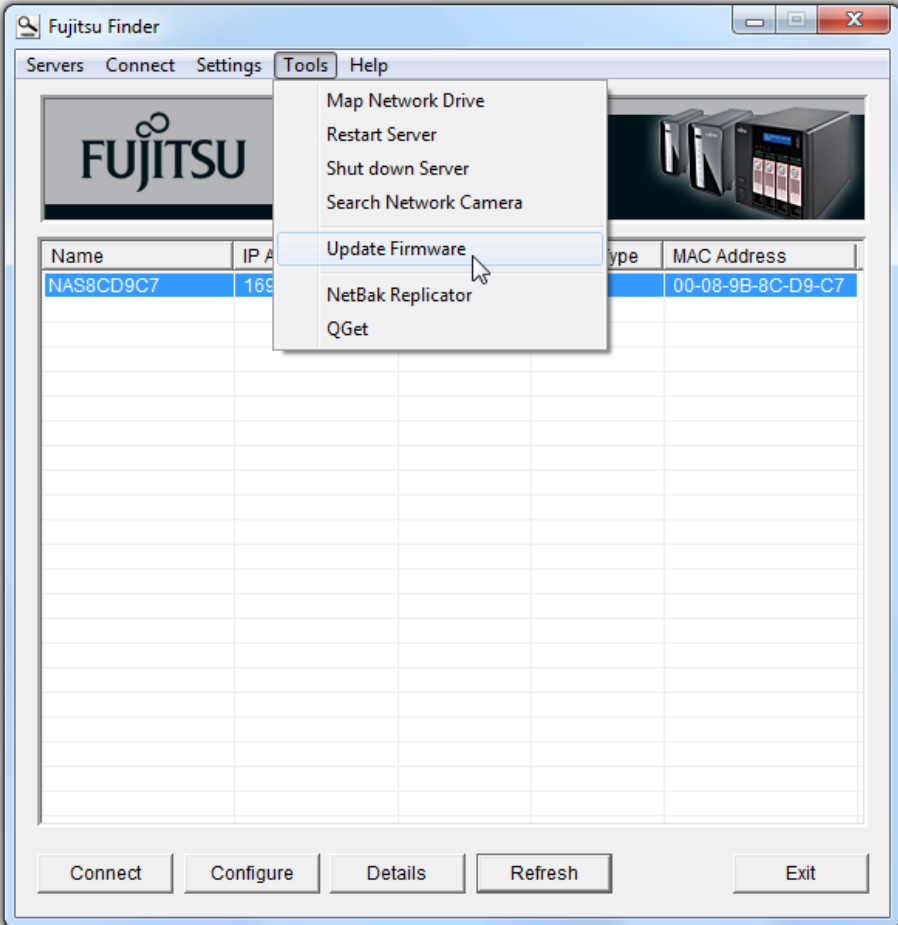 Fujitsu Finder
Servers Connect Settings Tools Help
Map Network Drive
Restart Server
Shut down Server
Search Network Camera
Update Firmware
NetBak Replicator
QGet
FUJITSU
Name IP A ype MAC Address
NAS8CD9C7 169 00-08-9B-8C-D9-C7
Connect Configure Details Refresh Exit